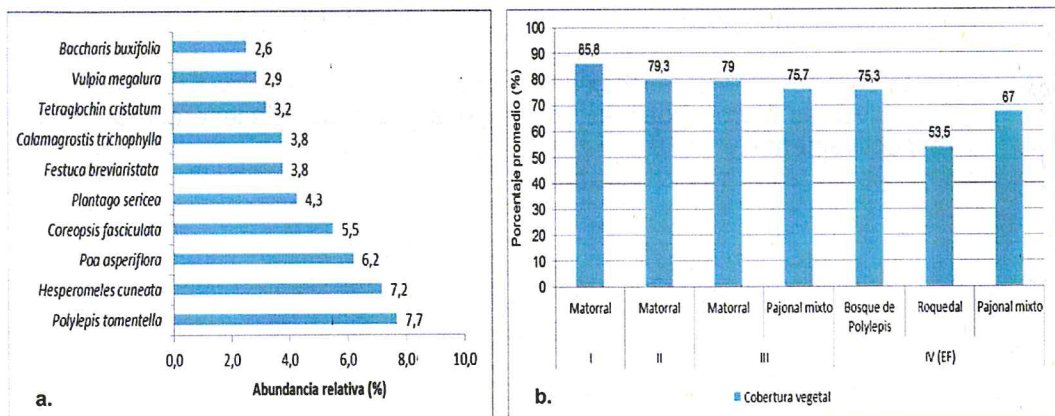 Baccharis buxifolia 2,6
Vulpia megalura 2,9
Tetraglochin cristatum 3,2
Calamagrostis trichophylla 3,8
Festuca breviaristata 3,8
Plantago sericea 4,3
Coreopsis fasciculata 5,5
Poa asperiflora 6,2
Hesperomeles cuneata 7,2
Polylepis tomentella 7,7
0,0 2,0 4,0 6,0 8,0 10,0
Abundancia relativa (%)
a.
Porcentaje promedio (%)
100
90
80
70
60
50
40
30
20
10
0
85,8 79,3 79 75,7 75,3 53,5 67
Matorral Matorral Matorral Pajonal mixto Bosque de Roquedal Pajonal mixto
Polylepis
I II III IV (EF)
Cobertura vegetal
b.